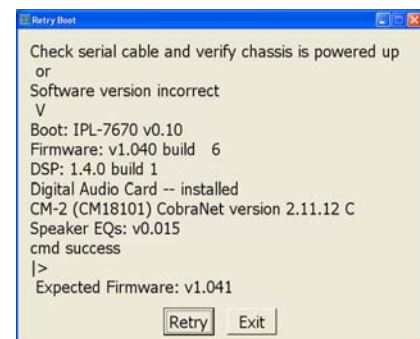 Retry Boot
Check serial cable and verify chassis is powered up
or
Software version incorrect
V
Boot: IPL-7670 v0.10
Firmware: v1.040 build   6
DSP: 1.4.0 build 1
Digital Audio Card -- installed
CM-2 (CM18101) CobraNet version 2.11.12 C
Speaker EQs: v0.015
cmd success
|>
Expected Firmware: v1.041
Retry Exit